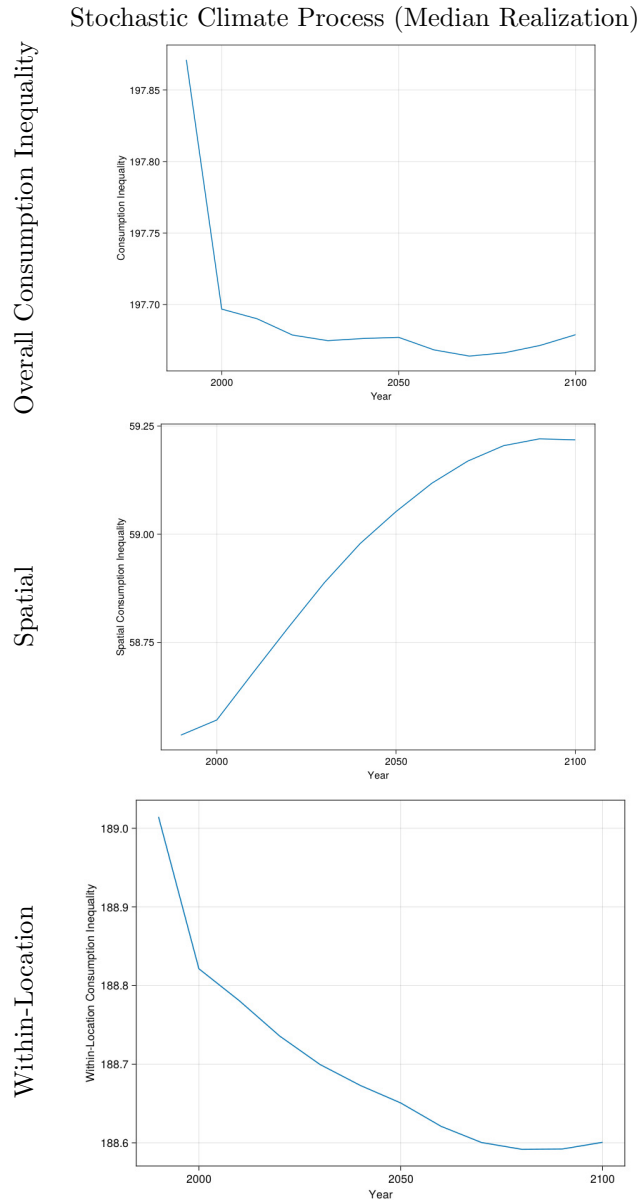 Stochastic Climate Process (Median Realization)
Overall Consumption Inequality
Consumption Inequality
197.85
197.80
197.75
197.70
2000
2050
2100
Year
Spatial
Spatial Consumption Inequality
59.25
59.00
58.75
2000
2050
2100
Year
Within-Location
Within-Location Consumption Inequality
189.0
188.9
188.8
188.7
188.6
2000
2050
2100
Year